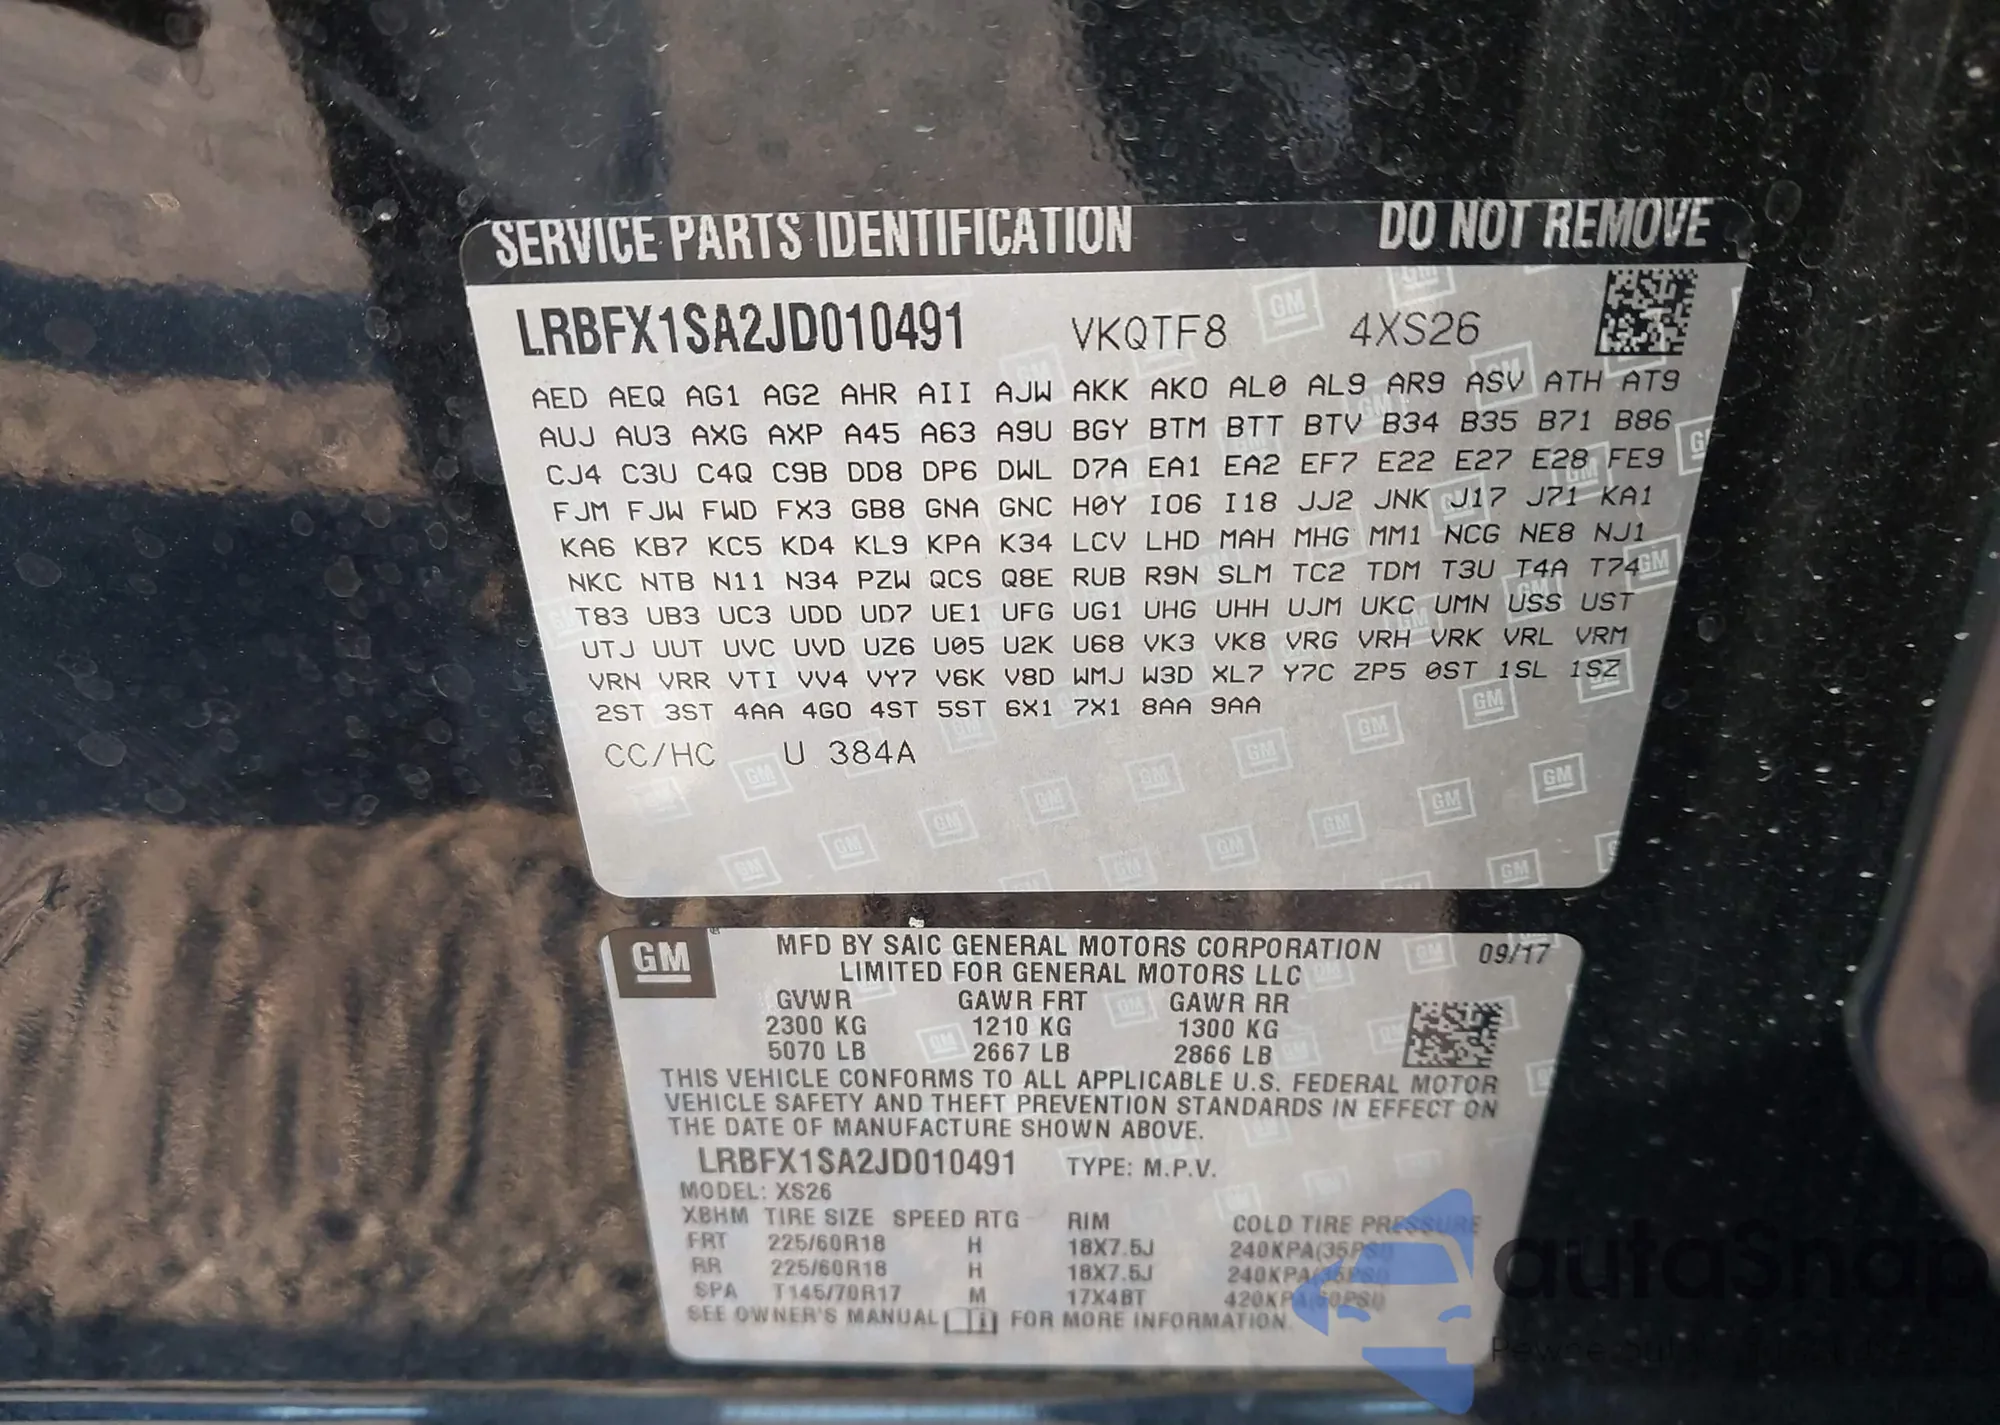 SERVICE PARTS IDENTIFICATION DO NOT REMOVE
LRBFX1SA2JD010491 VKQTF8 4XS26
AED AEQ AG1 AG2 AHR AII AJW AKK AKO AL0 AL9 AR9 ASV ATH AT9
AUJ AU3 AXG AXP A45 A63 A9U BGY BTM BTT BTV B34 B35 B71 B86
CJ4 C3U C4Q C9B DD8 DP6 DWL D7A EA1 EA2 EF7 E22 E27 E28 FE9
FJM FJW FWD FX3 GB8 GNA GNC H0Y IO6 I18 JJ2 JNK J17 J71 KA1
KA6 KB7 KC5 KD4 KL9 KPA K34 LCV LHD MAH MHG MM1 NCG NE8 NJ1
NKC NTB N11 N34 PZW QCS Q8E RUB R9N SLM TC2 TDM T3U T4A T74
T83 UB3 UC3 UDD UD7 UE1 UFG UG1 UHG UHH UJM UKC UMN USS UST
UTJ UUT UVC UVD UZ6 U05 U2K U68 VK3 VK8 VRG VRH VRK VRL VRM
VRN VRR VTI VV4 VY7 V6K V8D WMJ W3D XL7 Y7C ZP5 0ST 1SL 1SZ
2ST 3ST 4AA 4GO 4ST 5ST 6X1 7X1 8AA 9AA
CC/HC U 384A
GM MFD BY SAIC GENERAL MOTORS CORPORATION 09/17
LIMITED FOR GENERAL MOTORS LLC
GVWR GAWR FRT GAWR RR
2300 KG 1210 KG 1300 KG
5070 LB 2667 LB 2866 LB
THIS VEHICLE CONFORMS TO ALL APPLICABLE U.S. FEDERAL MOTOR
VEHICLE SAFETY AND THEFT PREVENTION STANDARDS IN EFFECT ON
THE DATE OF MANUFACTURE SHOWN ABOVE.
LRBFX1SA2JD010491 TYPE: M.P.V.
MODEL: XS26
XBHM TIRE SIZE SPEED RTG RIM COLD TIRE PRESSURE
FRT 225/60R18 H 18X7.5J 240KPA(35PSI)
RR 225/60R18 H 18X7.5J 240KPA(35PSI)
SPA T145/70R17 M 17X4BT 420KPA(60PSI)
SEE OWNER'S MANUAL FOR MORE INFORMATION.
autaSnap